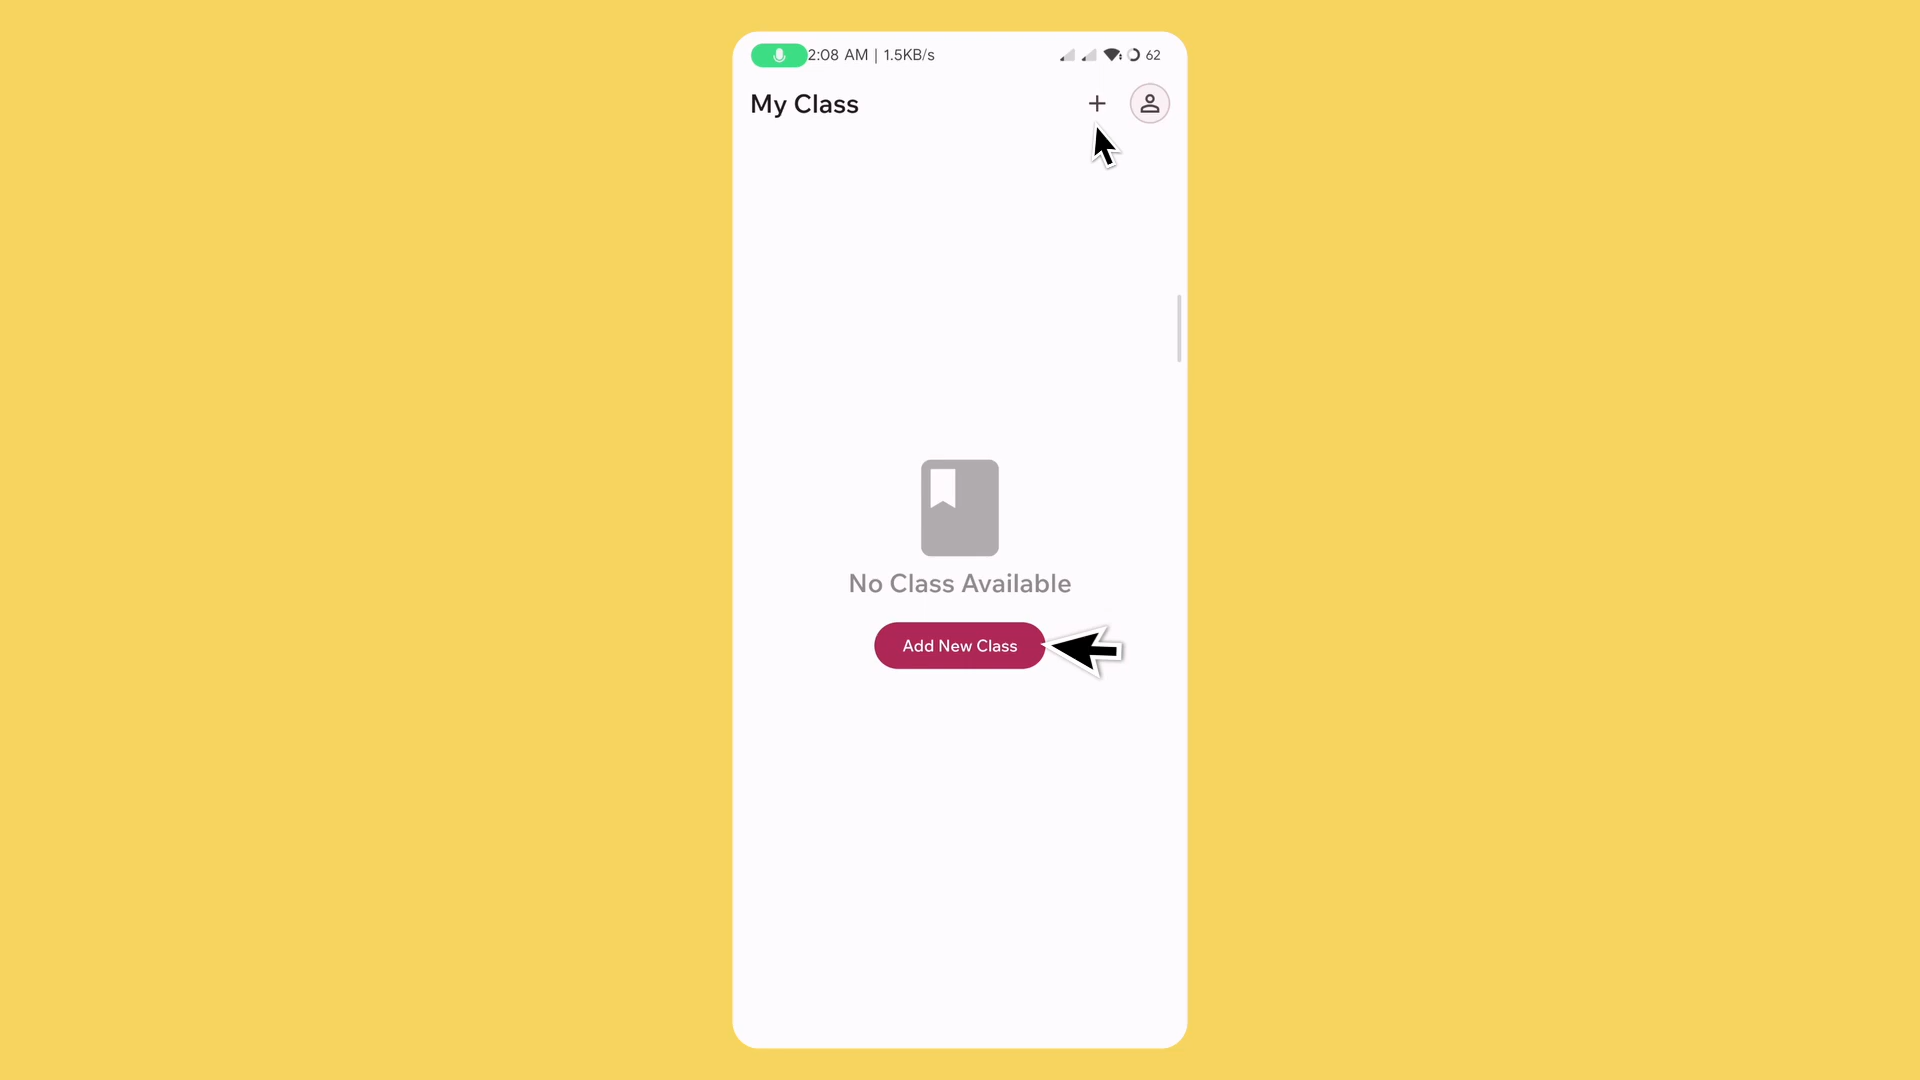 2:08 AM | 1.5KB/s 62
My Class
No Class Available
Add New Class